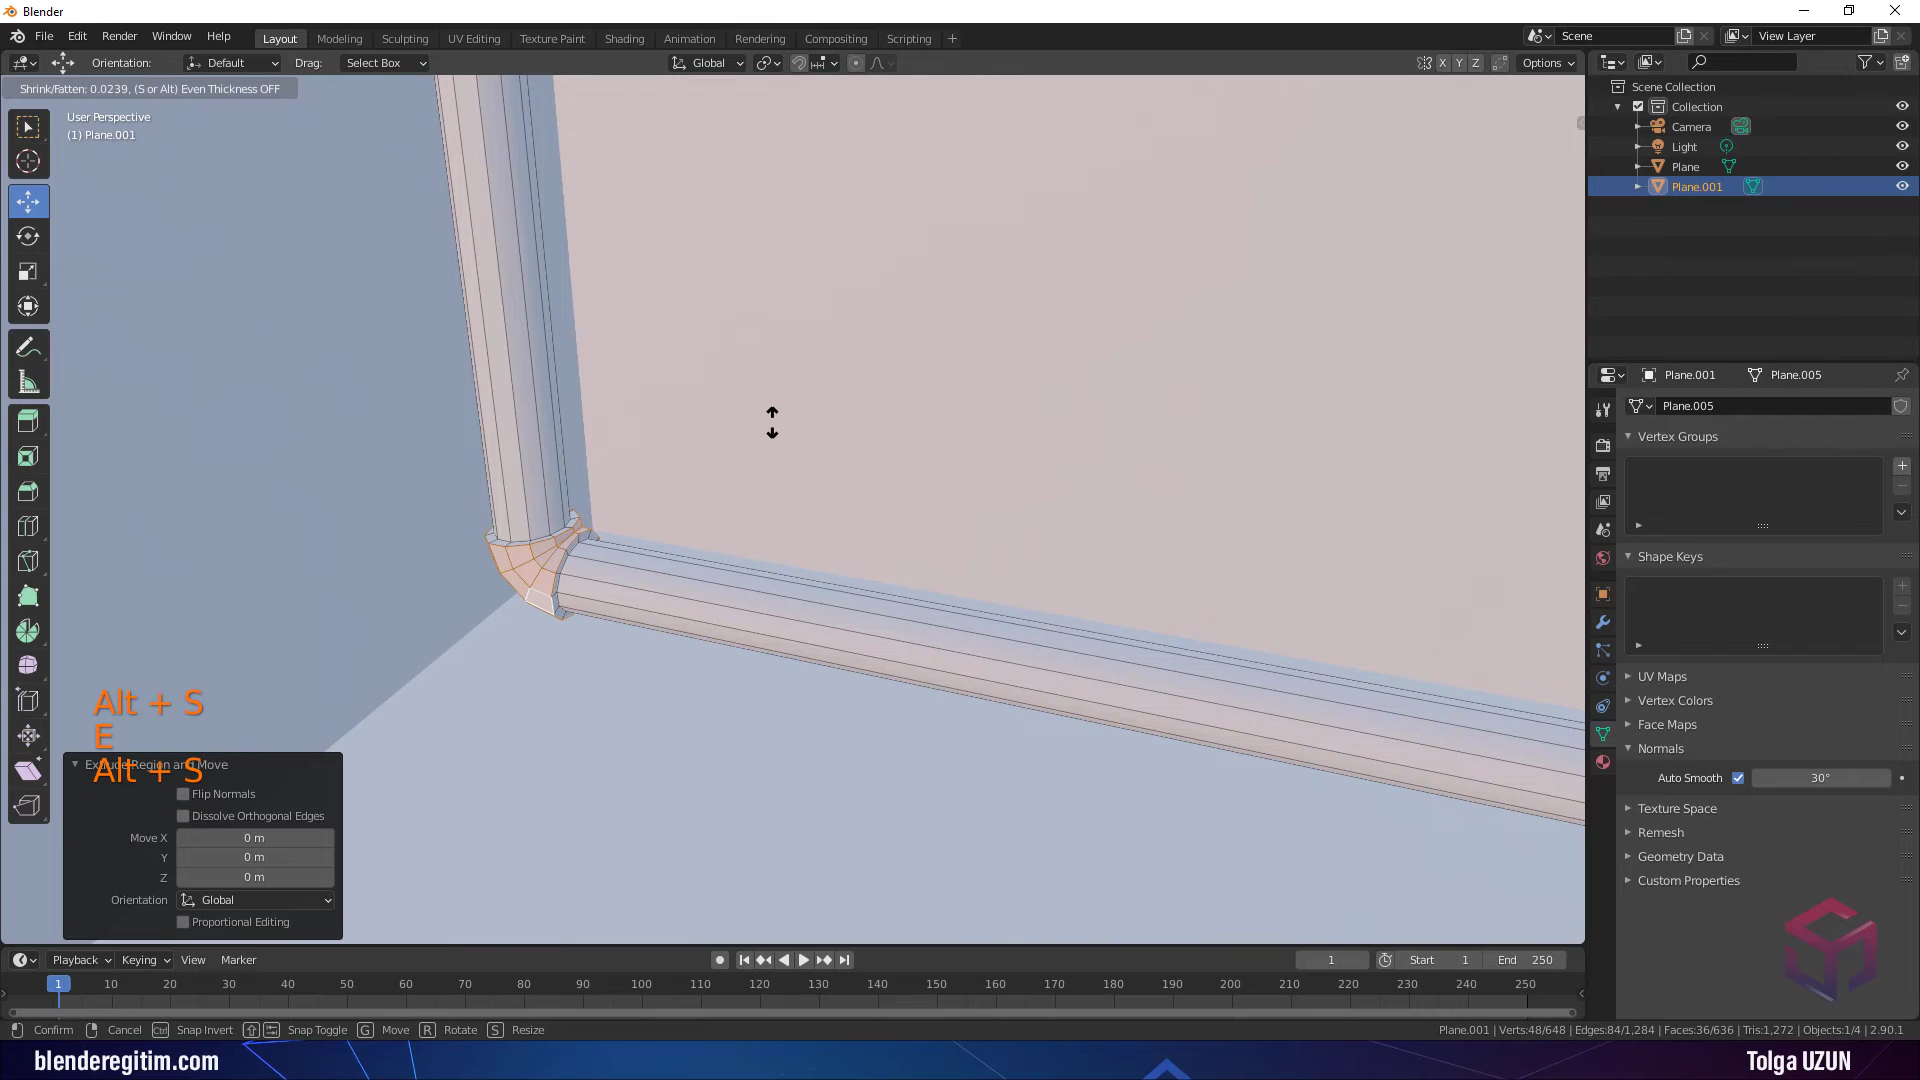 Blender
File Edit Render Window Help
Layout Modeling Sculpting UV Editing Texture Paint Shading Animation Rendering Compositing Scripting
Scene
View Layer
Orientation: Default Drag: Select Box
Global
X Y Z Options
Shrink/Fatten: 0.0239, (S or Alt) Even Thickness OFF
User Perspective
(1) Plane.001
Scene Collection
Collection
Camera
Light
Plane
Plane.001
Plane.001 Plane.005
Plane.005
Vertex Groups
Shape Keys
UV Maps
Vertex Colors
Face Maps
Normals
Auto Smooth 30°
Texture Space
Remesh
Geometry Data
Custom Properties
Alt + S
E
Alt + S
Extrude Region and Move
Flip Normals
Dissolve Orthogonal Edges
Move X 0 m
Y 0 m
Z 0 m
Orientation Global
Proportional Editing
Playback Keying View Marker
1 Start 1 End 250
1 10 20 30 40 50 60 70 80 90 100 110 120 130 140 150 160 170 180 190 200 210 220 230 240 250
Confirm Cancel Ctrl Snap Invert Snap Toggle G Move R Rotate S Resize
Plane.001 | Verts:48/648 | Edges:84/1,284 | Faces:36/636 | Tris:1,272 | Objects:1/4 | 2.90.1
blenderegitim.com
Tolga UZUN